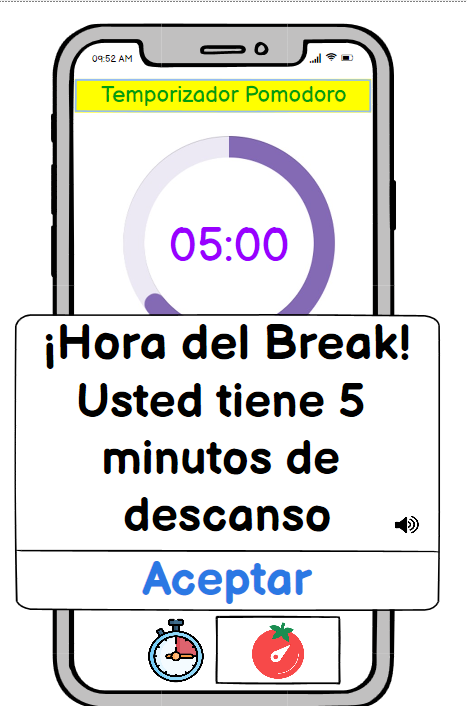 09:52 AM
Temporizador Pomodoro
05:00
¡Hora del Break!
Usted tiene 5
minutos de
descanso
Aceptar